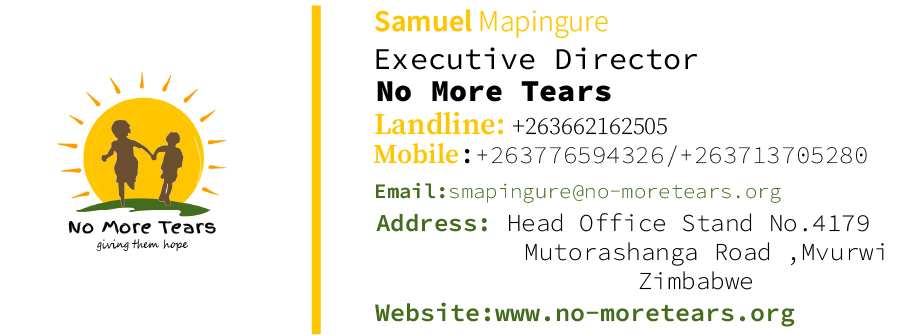 No More Tears
giving them hope
Samuel Mapingure
Executive Director
No More Tears
Landline: +263662162505
Mobile:+263776594326/+263713705280
Email:smapingure@no-moretears.org
Address: Head Office Stand No.4179
Mutorashanga Road ,Mvurwi
Zimbabwe
Website:www.no-moretears.org